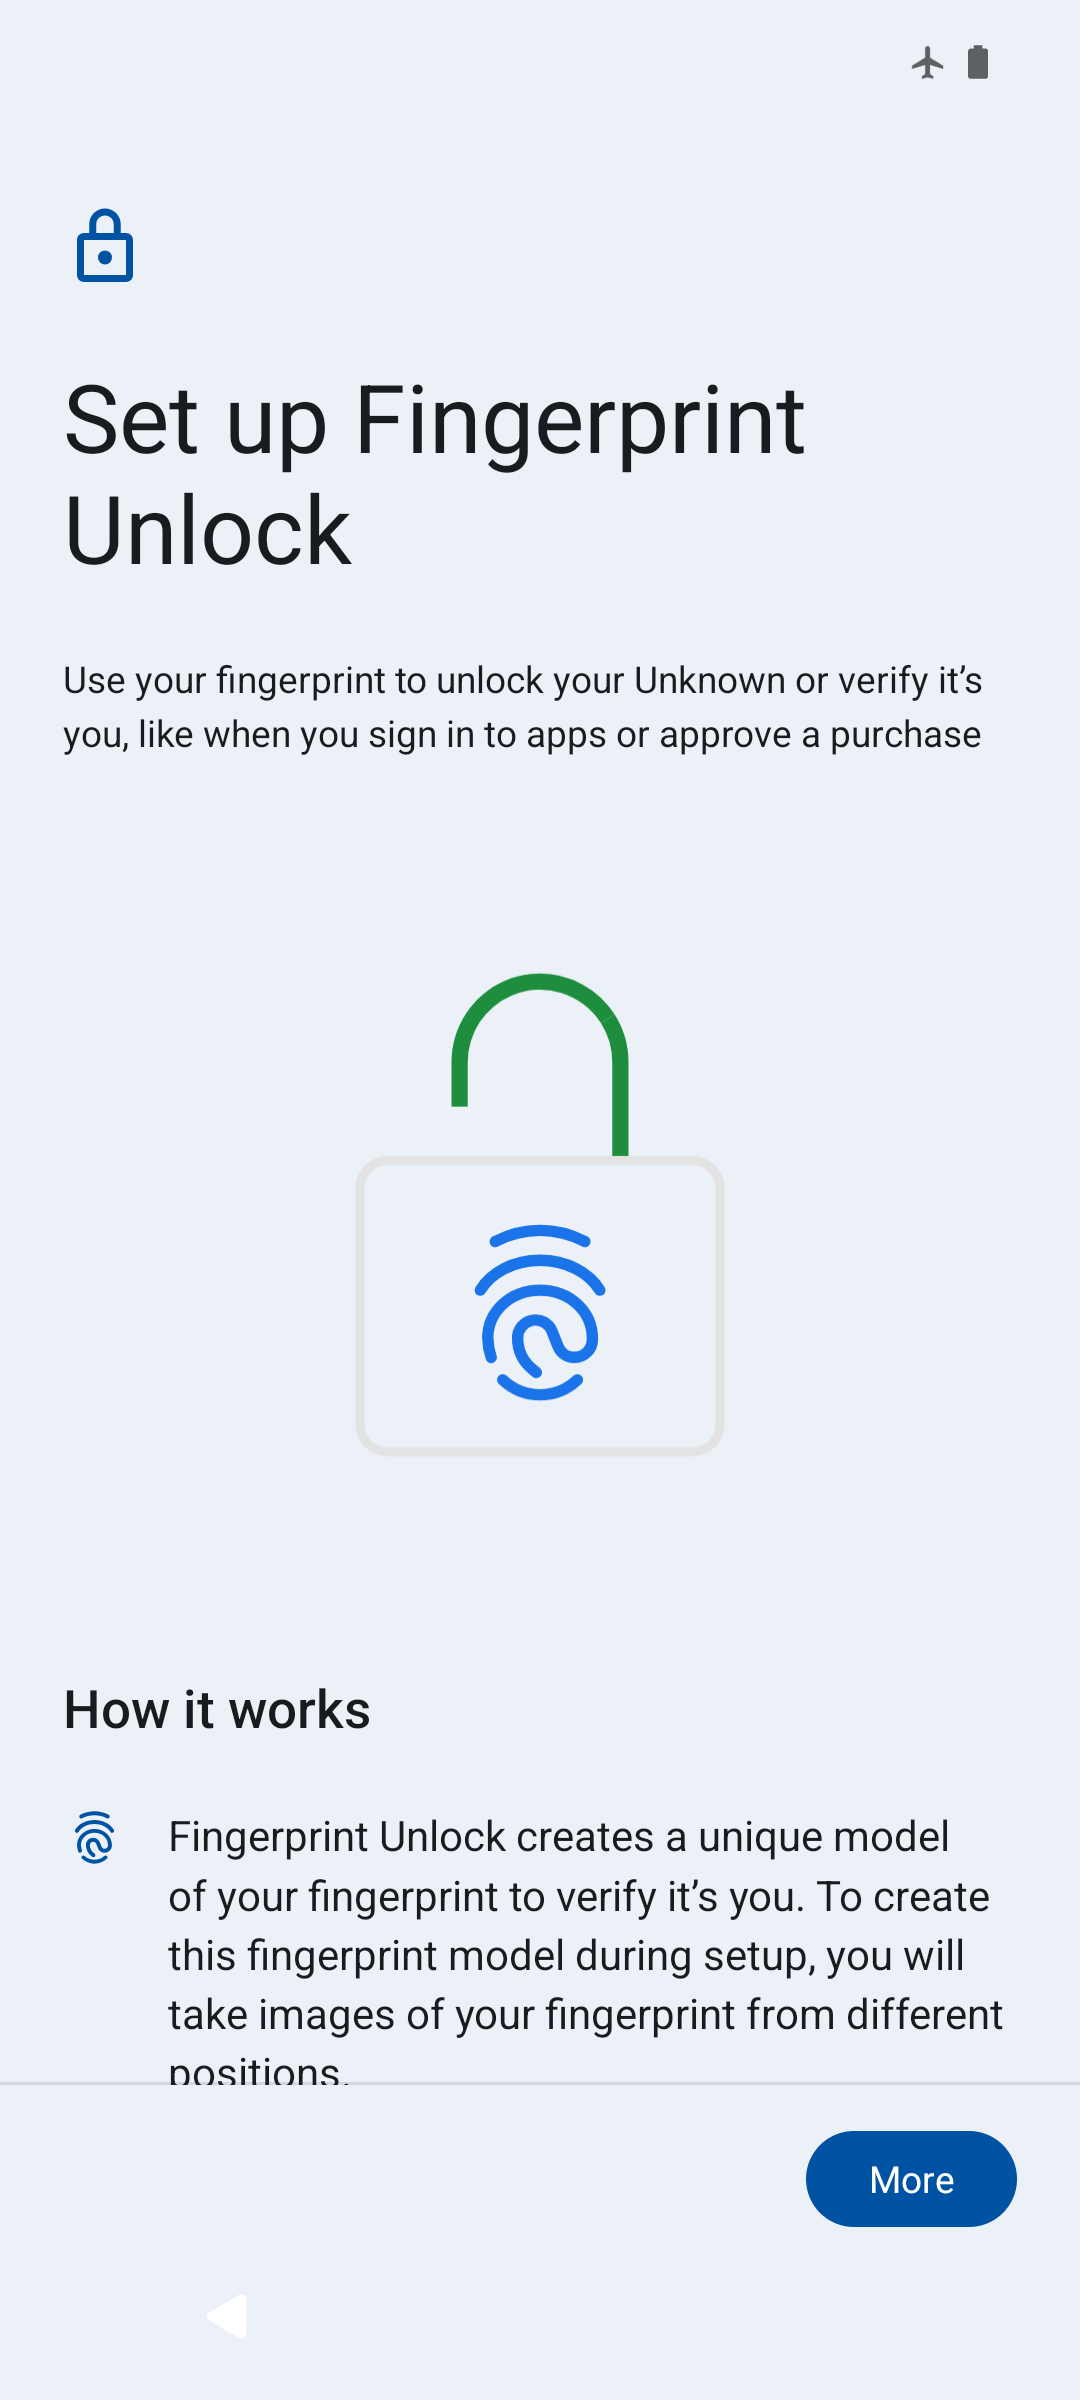 Set up Fingerprint
Unlock
Use your fingerprint to unlock your Unknown or verify it’s
you, like when you sign in to apps or approve a purchase
How it works
Fingerprint Unlock creates a unique model
of your fingerprint to verify it’s you. To create
this fingerprint model during setup, you will
take images of your fingerprint from different
positions.
More